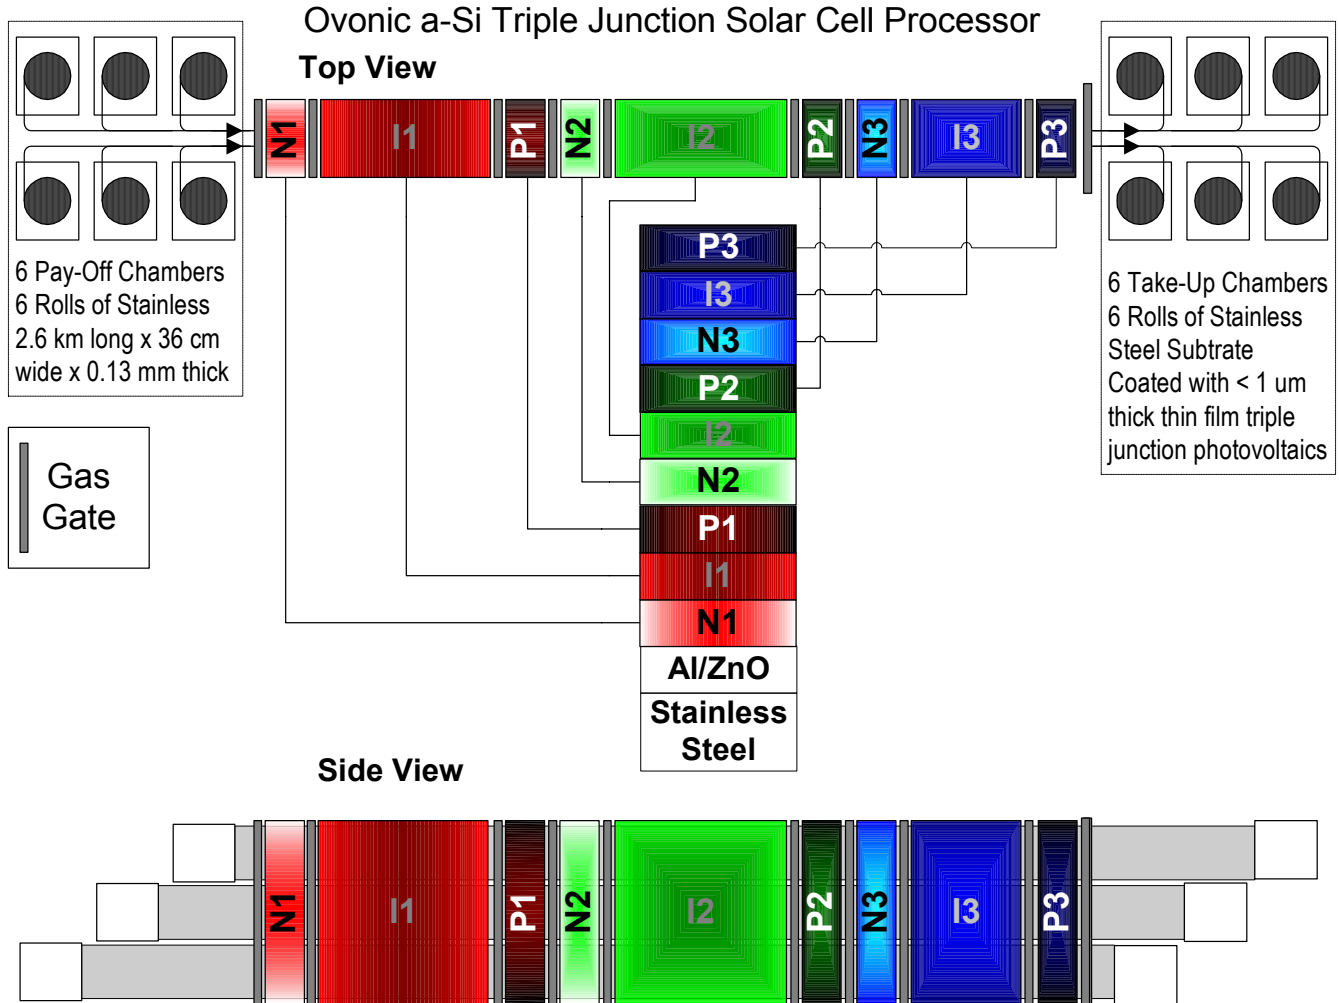 Ovonic a-Si Triple Junction Solar Cell Processor
Top View
N1
I1
P1
N2
I2
P2
N3
I3
P3
6 Pay-Off Chambers
6 Rolls of Stainless
2.6 km long x 36 cm
wide x 0.13 mm thick
6 Take-Up Chambers
6 Rolls of Stainless
Steel Subtrate
Coated with < 1 um
thick thin film triple
junction photovoltaics
Gas
Gate
P3
I3
N3
P2
I2
N2
P1
I1
N1
Al/ZnO
Stainless
Steel
Side View
N1
I1
P1
N2
I2
P2
N3
I3
P3